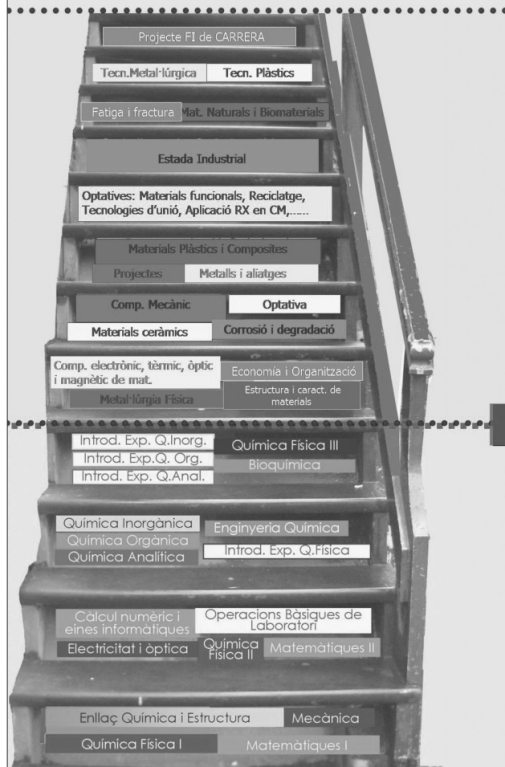 Projecte FI de CARRERA
Tecn.Metal·lúrgica Tecn. Plàstics
Fatiga i fractura Mat. Naturals i Biomaterials
Estada Industrial
Optatives: Materials funcionals, Reciclatge,
Tecnologies d'unió, Aplicació RX en CM,......
Materials Plàstics i Composites
Projectes Metalls i aliatges
Comp. Mecànic Optativa
Materials ceràmics Corrosió i degradació
Comp. electrònic, tèrmic, òptic
i magnètic de mat.
Economia i Organització
Metal·lúrgia Física
Estructura i caract. de
materials
Introd. Exp. Q.Inorg.
Introd. Exp.Q. Org.
Introd. Exp. Q.Anal.
Química Física III
Bioquímica
Química Inorgànica Enginyeria Química
Química Orgànica
Química Analítica Introd. Exp. Q.Física
Càlcul numèric i
eines informàtiques
Operacions Bàsiques de
Laboratori
Electricitat i òptica
Química
Física II
Matemàtiques II
Enllaç Química i Estructura Mecànica
Química Física I Matemàtiques I